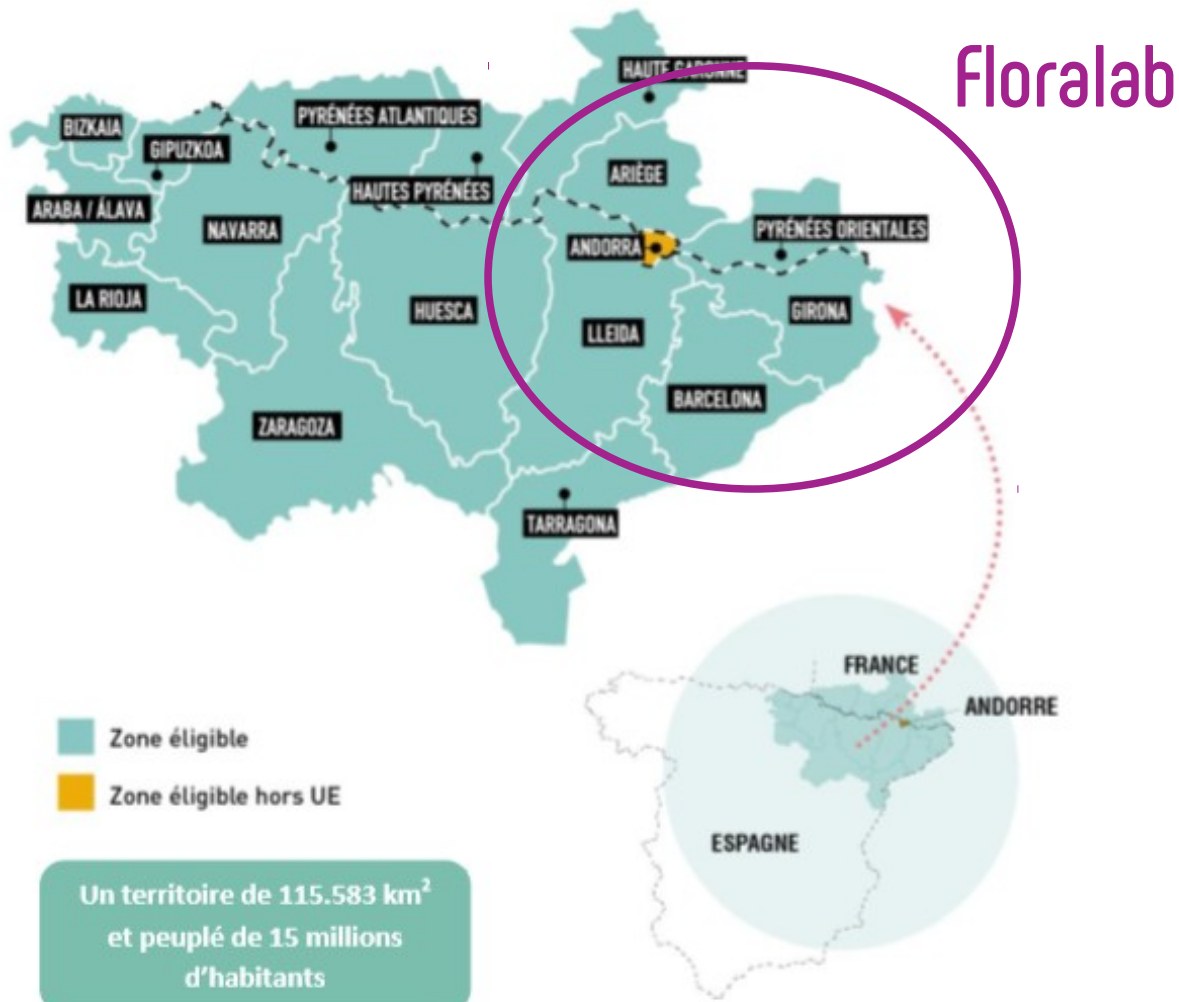 floralab
HAUTE GARONNE
PYRÉNÉES ATLANTIQUES
BIZKAIA
GIPUZKOA
ARIÈGE
HAUTES PYRÉNÉES
ARABA / ÁLAVA
NAVARRA
PYRÉNÉES ORIENTALES
ANDORRA
LA RIOJA
HUESCA
GIRONA
LLEIDA
BARCELONA
ZARAGOZA
TARRAGONA
FRANCE
ANDORRE
ESPAGNE
Zone éligible
Zone éligible hors UE
Un territoire de 115.583 km²
et peuplé de 15 millions
d'habitants